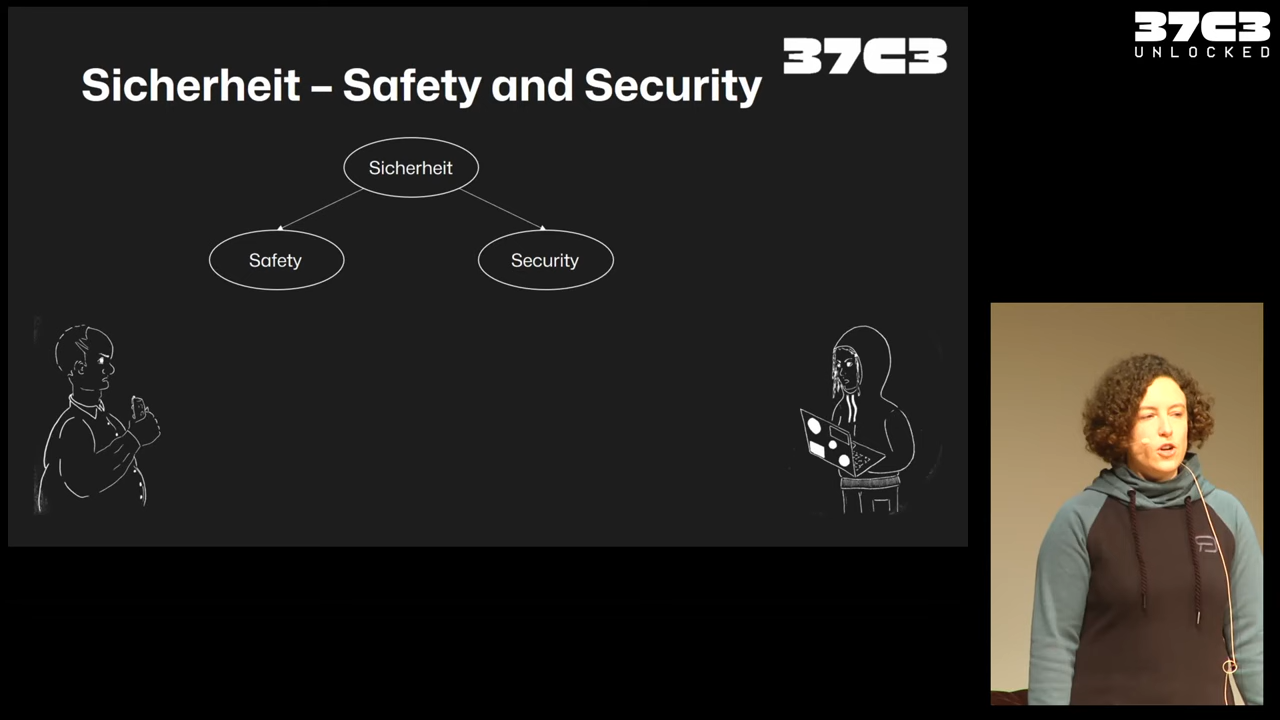 37C3
Sicherheit – Safety and Security
Sicherheit
Safety
Security
37C3
UNLOCKED